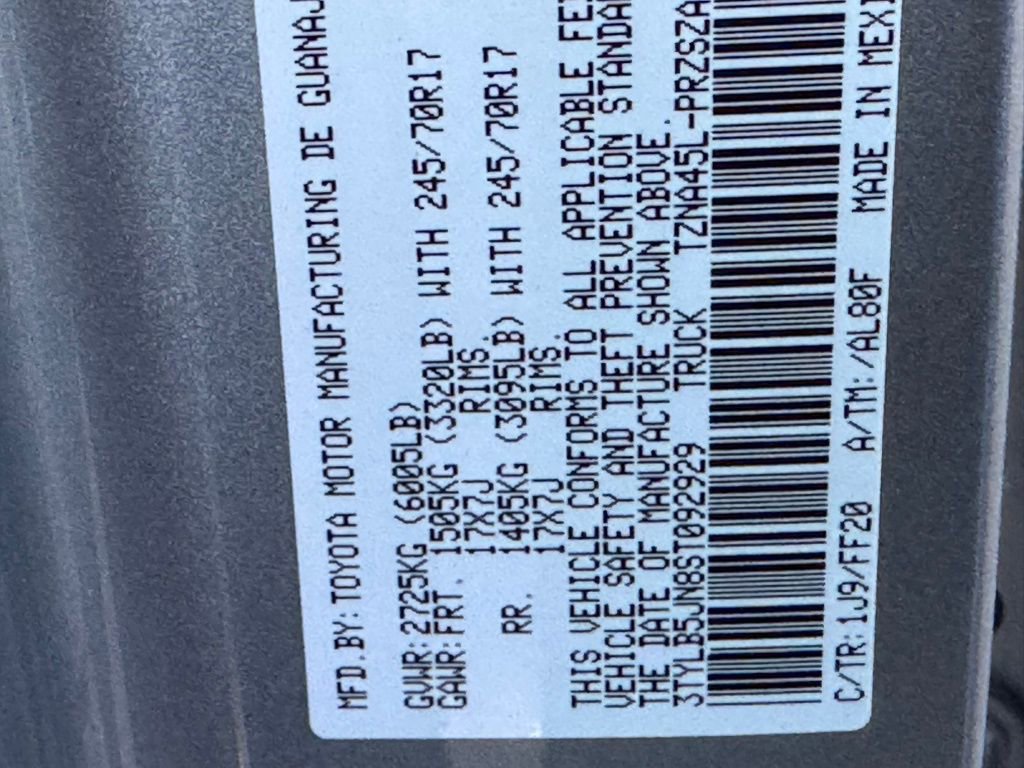 MFD.BY:TOYOTA MOTOR MANUFACTURING DE GUANAJ
GVWR:2725KG (6005LB)
GAWR:FRT. 1505KG (3320LB) WITH 245/70R17
17X7J RIMS.
RR. 1405KG (3095LB) WITH 245/70R17
17X7J RIMS.
THIS VEHICLE CONFORMS TO ALL APPLICABLE FE
VEHICLE SAFETY AND THEFT PREVENTION STANDA
THE DATE OF MANUFACTURE SHOWN ABOVE.
3TYLB5JN8ST092929 TRUCK TZNA45L-PRZSZA
C/TR:1J9/FF20 A/TM:/AL80F MADE IN MEXI